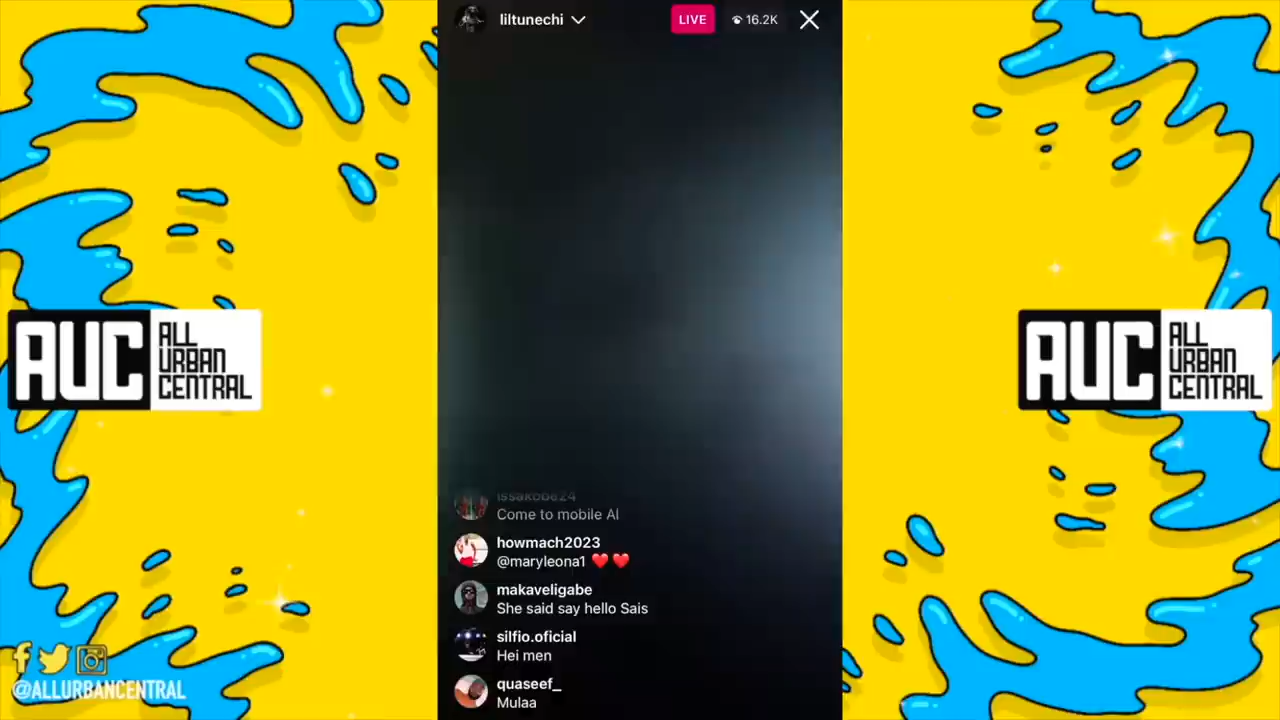 liltunechi
LIVE
16.2K
AUC
ALL
URBAN
CENTRAL
AUC
ALL
URBAN
CENTRAL
issakobe24
Come to mobile Al
howmach2023
@maryleona1 ❤️❤️
makaveligabe
She said say hello Sais
silfio.oficial
Hei men
quaseef_
Mulaa
@ALLURBANCENTRAL